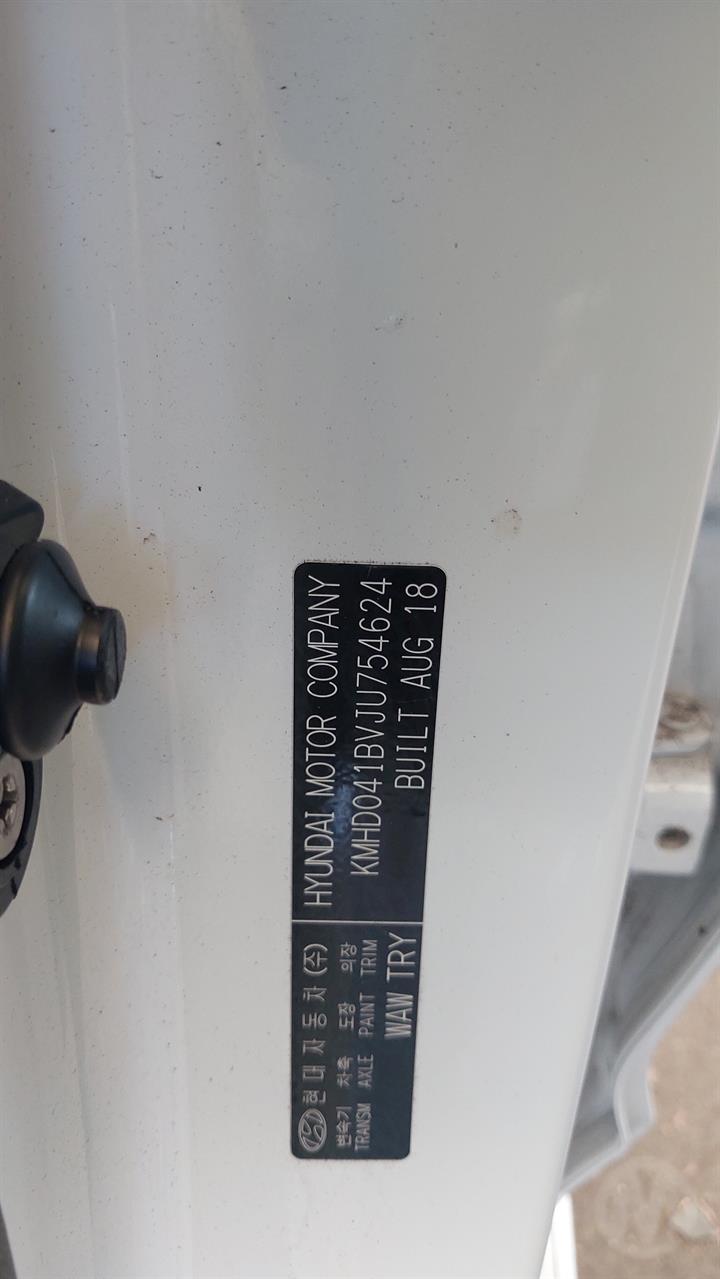 현대자동차(주)
변속기 차축 도장 의장
TRANSM AXLE PAINT TRIM
WAW TRY
HYUNDAI MOTOR COMPANY
KMHD041BVJU754624
BUILT AUG 18